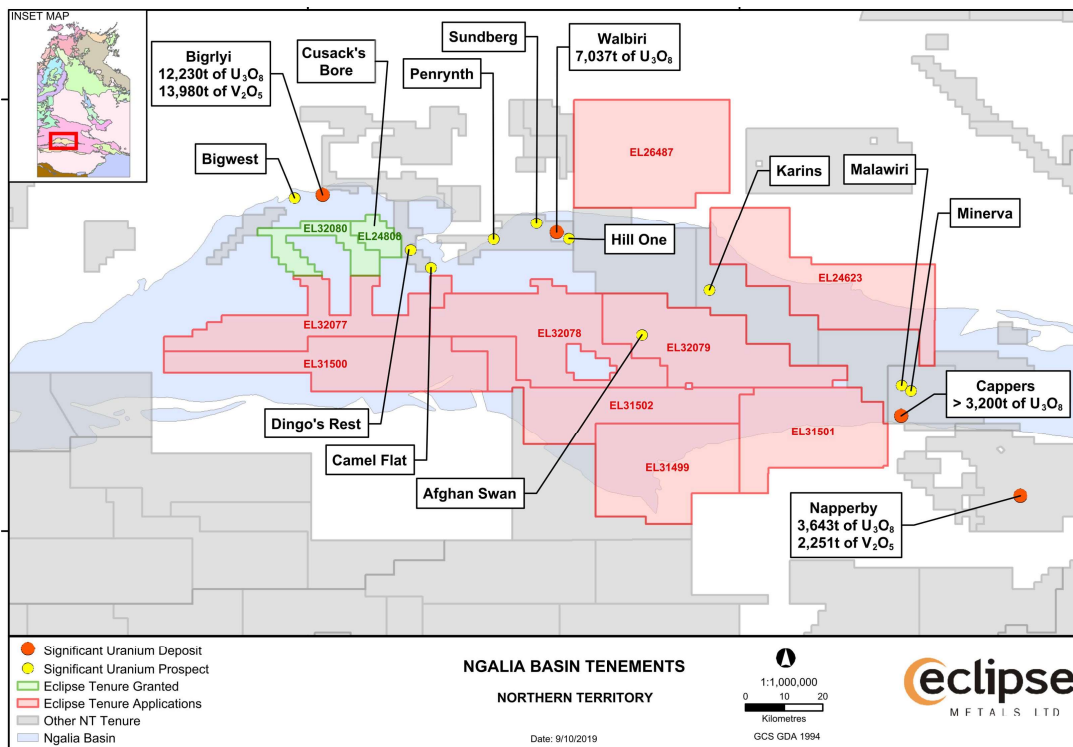 INSET MAP
Bigrlyi
12,230t of U3O8
13,980t of V2O5
Cusack's
Bore
Sundberg
Walbiri
7,037t of U3O8
Penrynth
Bigwest
EL26487
Karins
Malawiri
Minerva
EL32080
EL24808
Hill One
EL24623
EL32077
EL32078
EL32079
EL31500
Cappers
> 3,200t of U3O8
EL31502
EL31501
Dingo's Rest
Camel Flat
EL31499
Afghan Swan
Napperby
3,643t of U3O8
2,251t of V2O5
Significant Uranium Deposit
Significant Uranium Prospect
Eclipse Tenure Granted
Eclipse Tenure Applications
Other NT Tenure
Ngalia Basin
NGALIA BASIN TENEMENTS
NORTHERN TERRITORY
Date: 9/10/2019
1:1,000,000
0 10 20
Kilometres
GCS GDA 1994
eclipse
METALS LTD